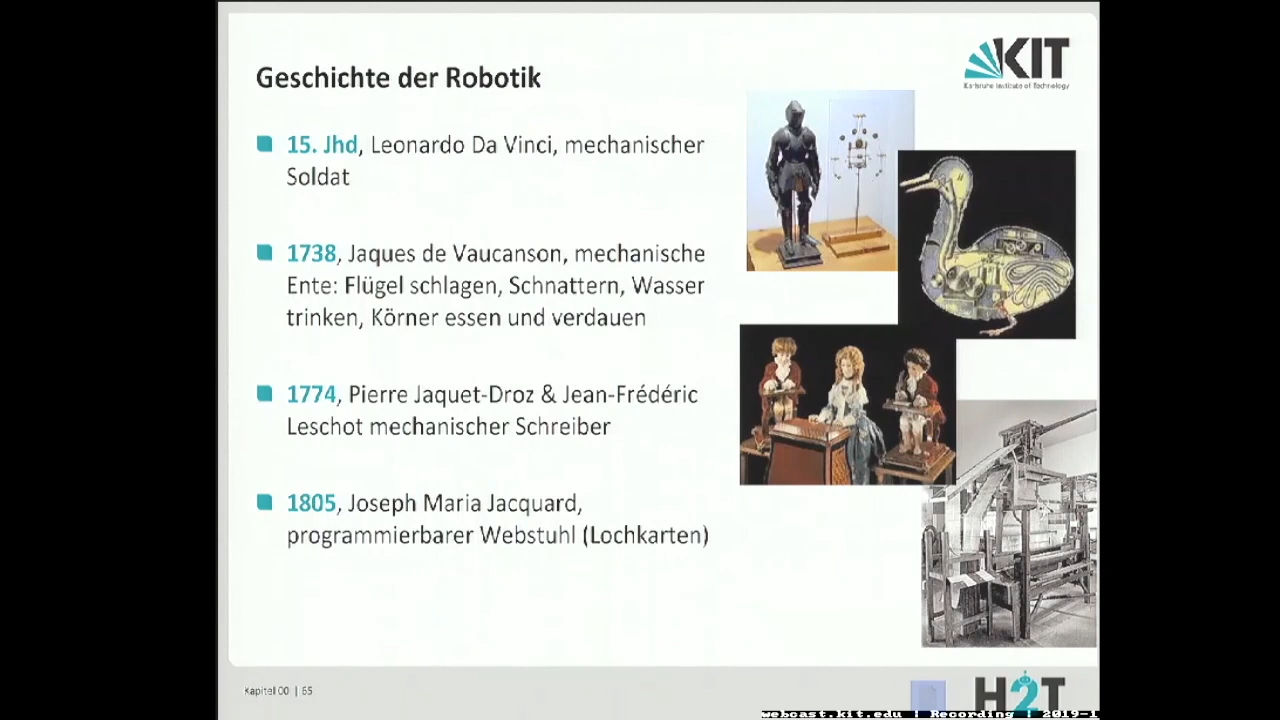 KIT
Karlsruhe Institute of Technology
Geschichte der Robotik
15. Jhd, Leonardo Da Vinci, mechanischer
Soldat
1738, Jaques de Vaucanson, mechanische
Ente: Flügel schlagen, Schnattern, Wasser
trinken, Körner essen und verdauen
1774, Pierre Jaquet-Droz & Jean-Frédéric
Leschot mechanischer Schreiber
1805, Joseph Maria Jacquard,
programmierbarer Webstuhl (Lochkarten)
Kapitel 00 | 65
H2T
webcast.kit.edu | Recording | 2019-1